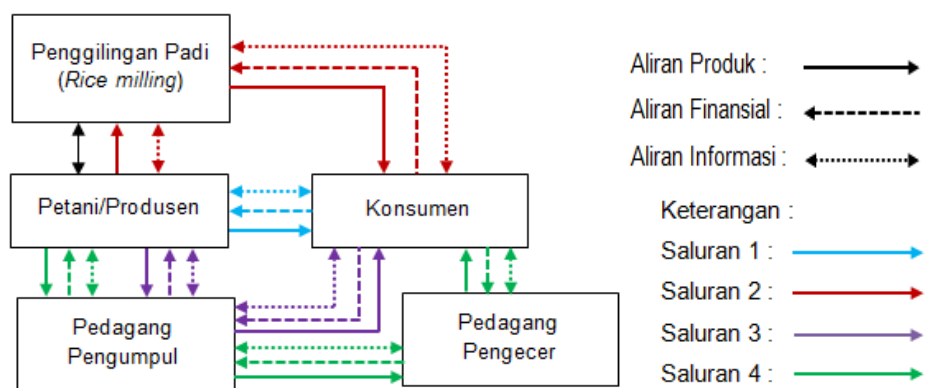 Penggilingan Padi
(Rice milling)
Petani/Produsen
Konsumen
Pedagang
Pengumpul
Pedagang
Pengecer
Aliran Produk :
Aliran Finansial :
Aliran Informasi :
Keterangan :
Saluran 1 :
Saluran 2 :
Saluran 3 :
Saluran 4 :